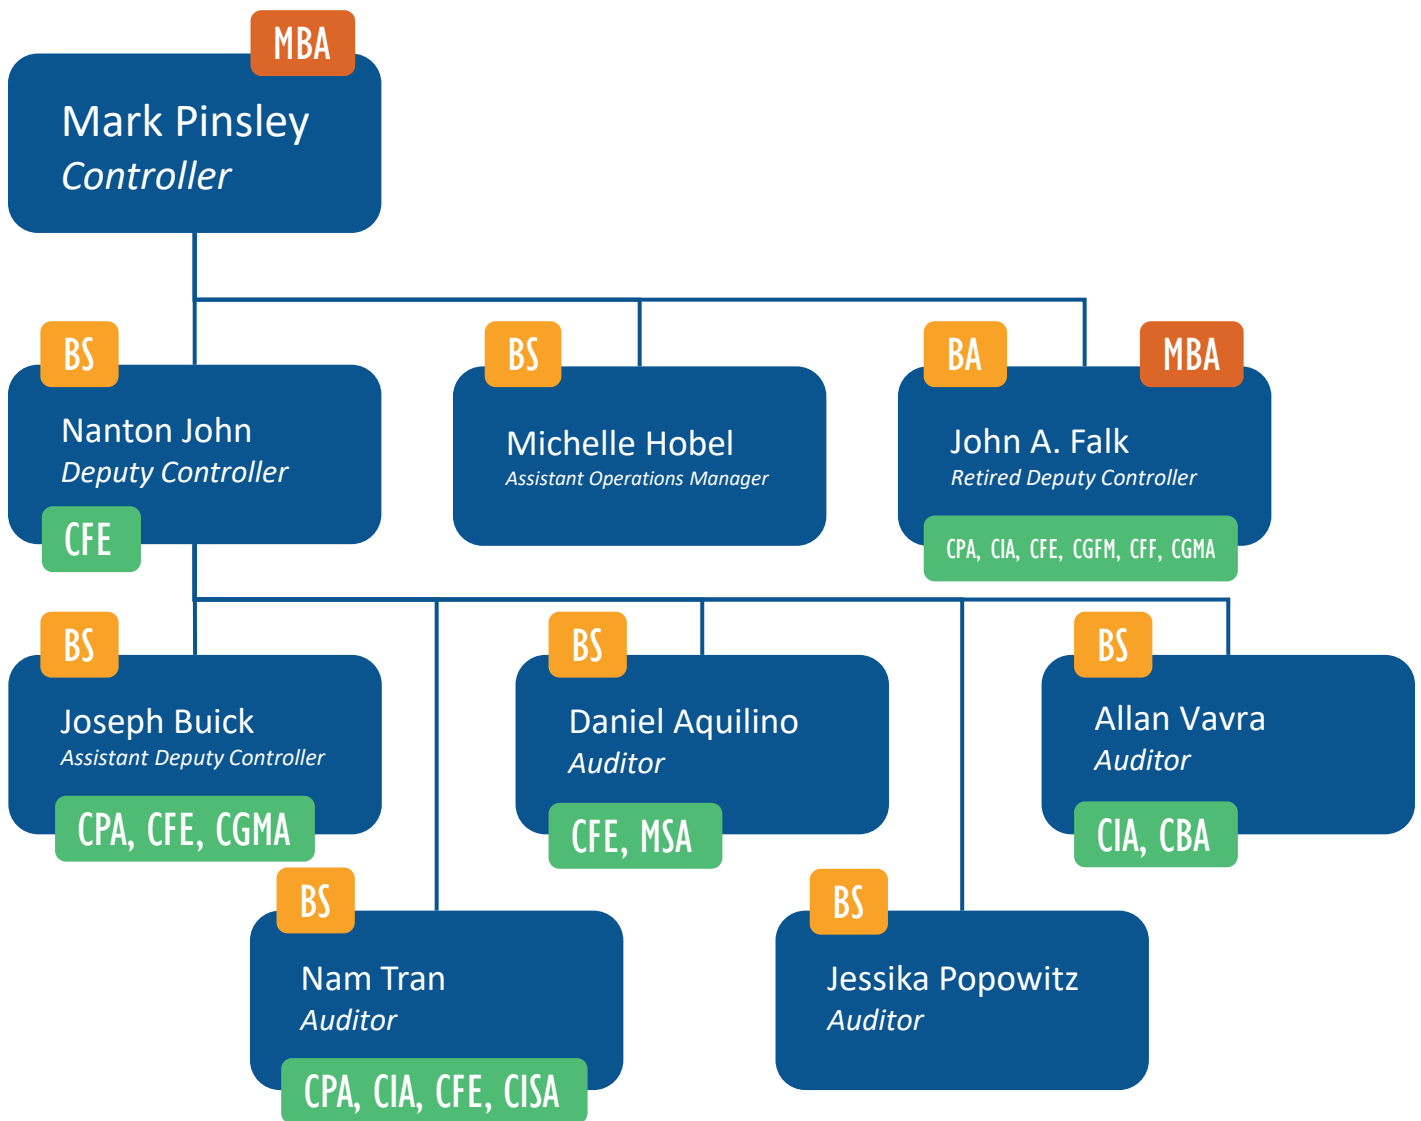 MBA
Mark Pinsley
Controller
BS
Nanton John
Deputy Controller
CFE
BS
Michelle Hobel
Assistant Operations Manager
BA
MBA
John A. Falk
Retired Deputy Controller
CPA, CIA, CFE, CGFM, CFF, CGMA
BS
Joseph Buick
Assistant Deputy Controller
CPA, CFE, CGMA
BS
Daniel Aquilino
Auditor
CFE, MSA
BS
Allan Vavra
Auditor
CIA, CBA
BS
Nam Tran
Auditor
CPA, CIA, CFE, CISA
BS
Jessika Popowitz
Auditor